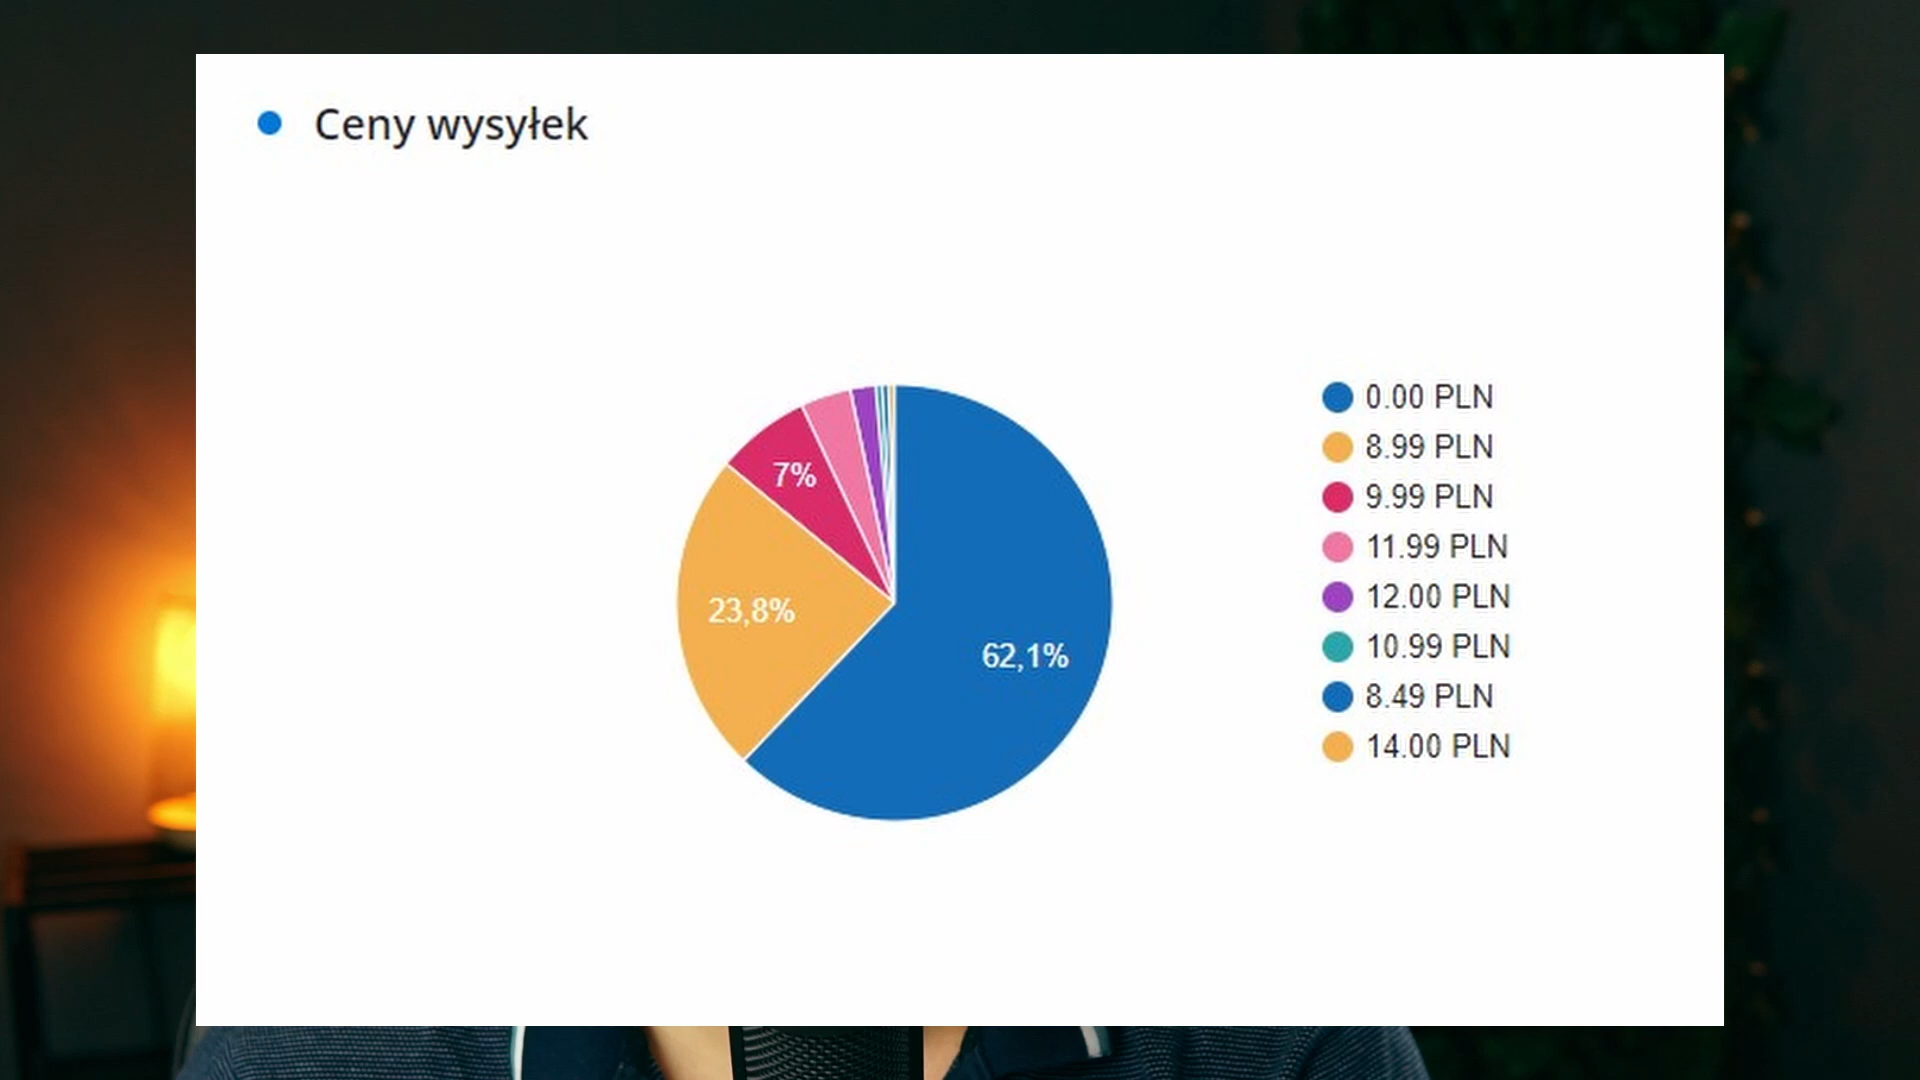 Ceny wysyłek
7%
23,8%
62,1%
0.00 PLN
8.99 PLN
9.99 PLN
11.99 PLN
12.00 PLN
10.99 PLN
8.49 PLN
14.00 PLN